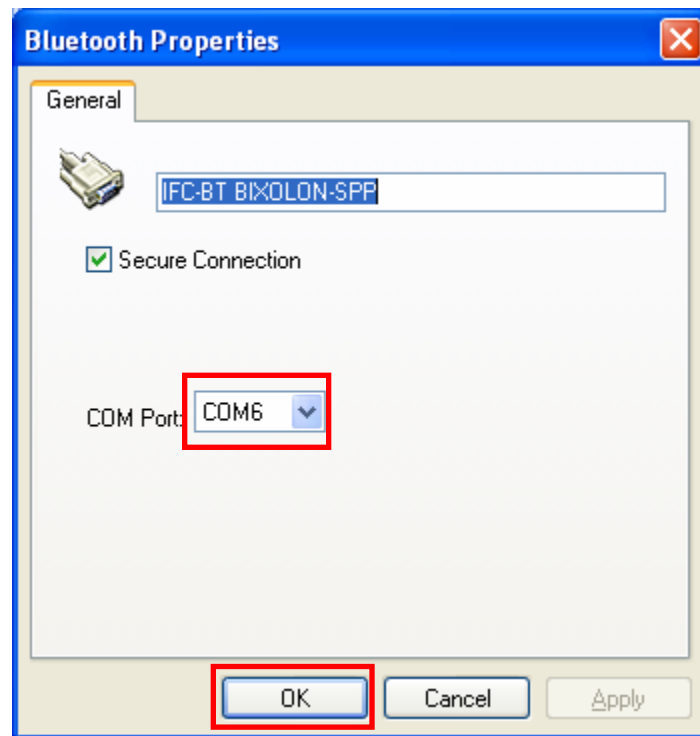 Bluetooth Properties
General
IFC-BT BIXOLON-SPP
Secure Connection
COM Port: COM6
OK Cancel Apply